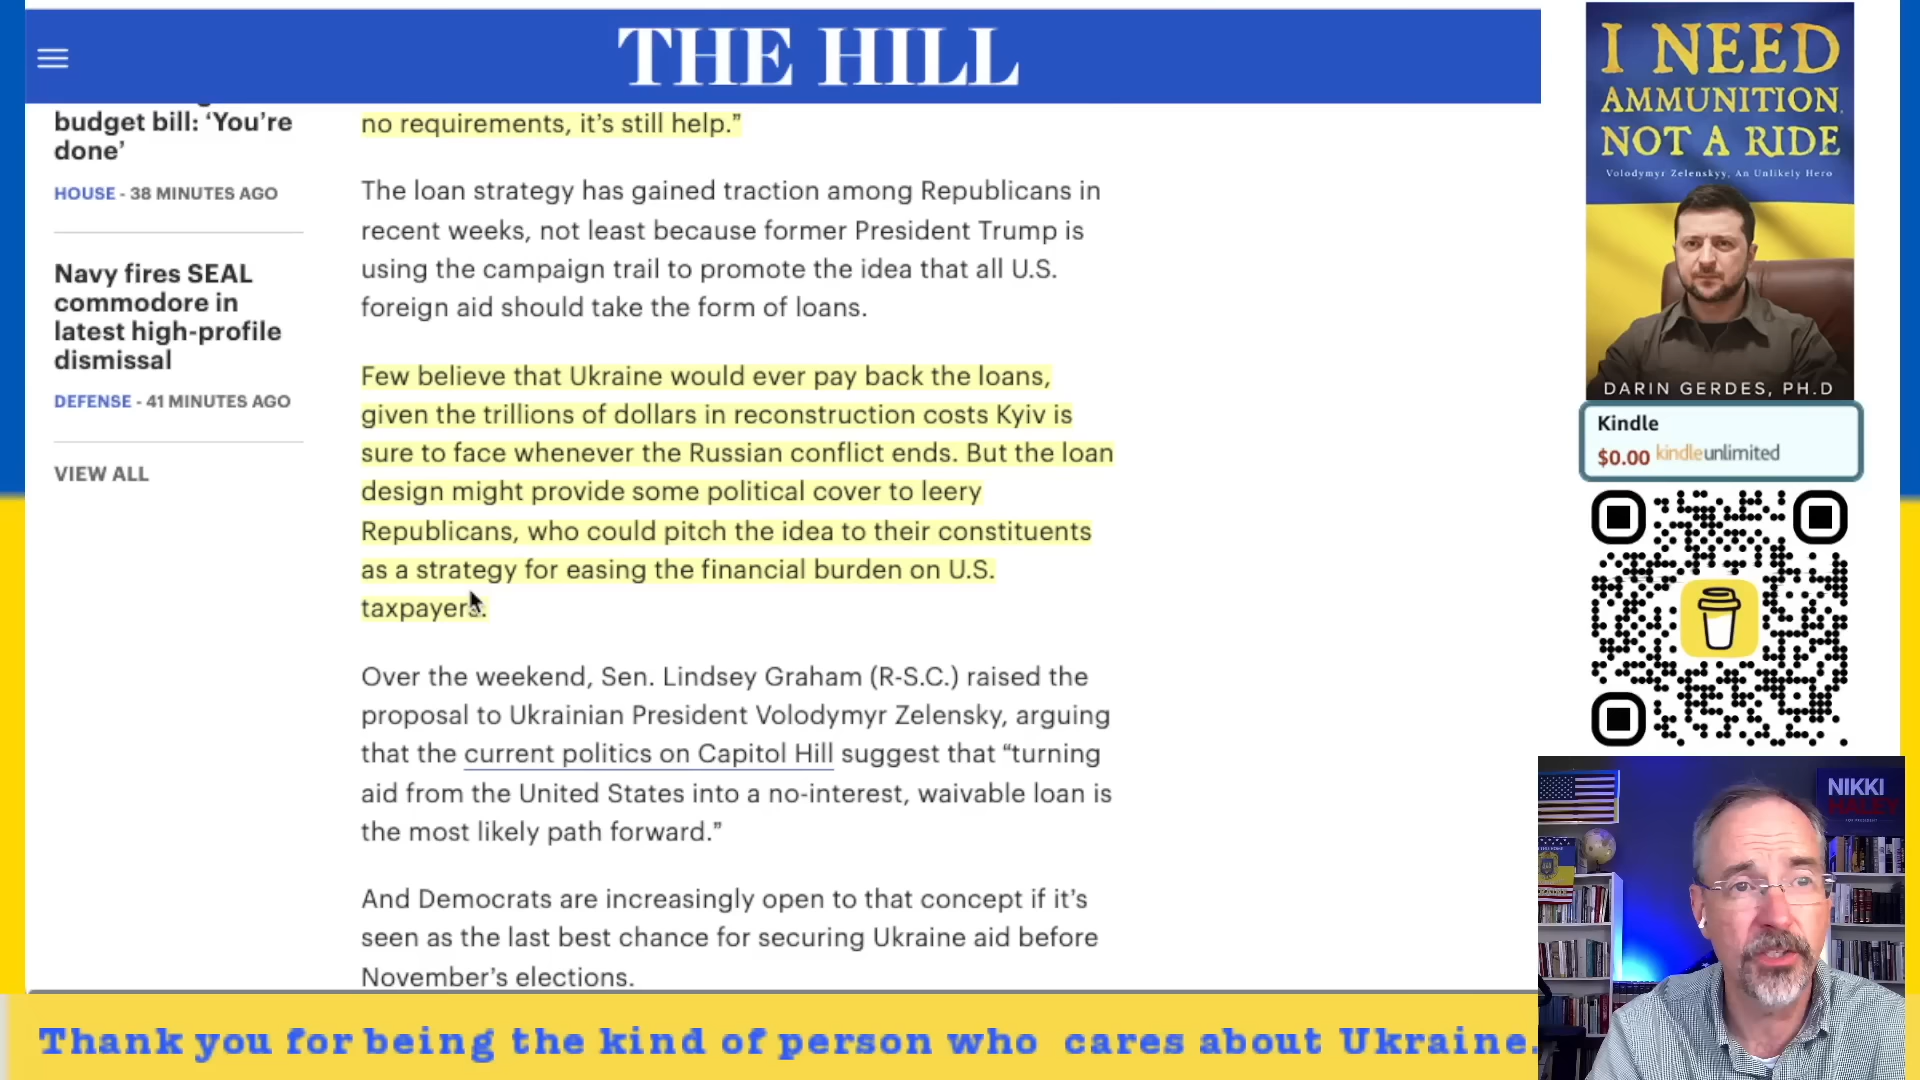 THE HILL
budget bill: ‘You’re
done’
HOUSE - 38 MINUTES AGO
Navy fires SEAL
commodore in
latest high-profile
dismissal
DEFENSE - 41 MINUTES AGO
VIEW ALL
no requirements, it’s still help.”
The loan strategy has gained traction among Republicans in
recent weeks, not least because former President Trump is
using the campaign trail to promote the idea that all U.S.
foreign aid should take the form of loans.
Few believe that Ukraine would ever pay back the loans,
given the trillions of dollars in reconstruction costs Kyiv is
sure to face whenever the Russian conflict ends. But the loan
design might provide some political cover to leery
Republicans, who could pitch the idea to their constituents
as a strategy for easing the financial burden on U.S.
taxpayers.
Over the weekend, Sen. Lindsey Graham (R-S.C.) raised the
proposal to Ukrainian President Volodymyr Zelensky, arguing
that the current politics on Capitol Hill suggest that “turning
aid from the United States into a no-interest, waivable loan is
the most likely path forward.”
And Democrats are increasingly open to that concept if it’s
seen as the last best chance for securing Ukraine aid before
November’s elections.
I NEED
AMMUNITION,
NOT A RIDE
Volodymyr Zelenskyy, An Unlikely Hero
DARIN GERDES, PH.D
Kindle
$0.00 kindleunlimited
NIKKI
HALEY
Thank you for being the kind of person who cares about Ukraine.